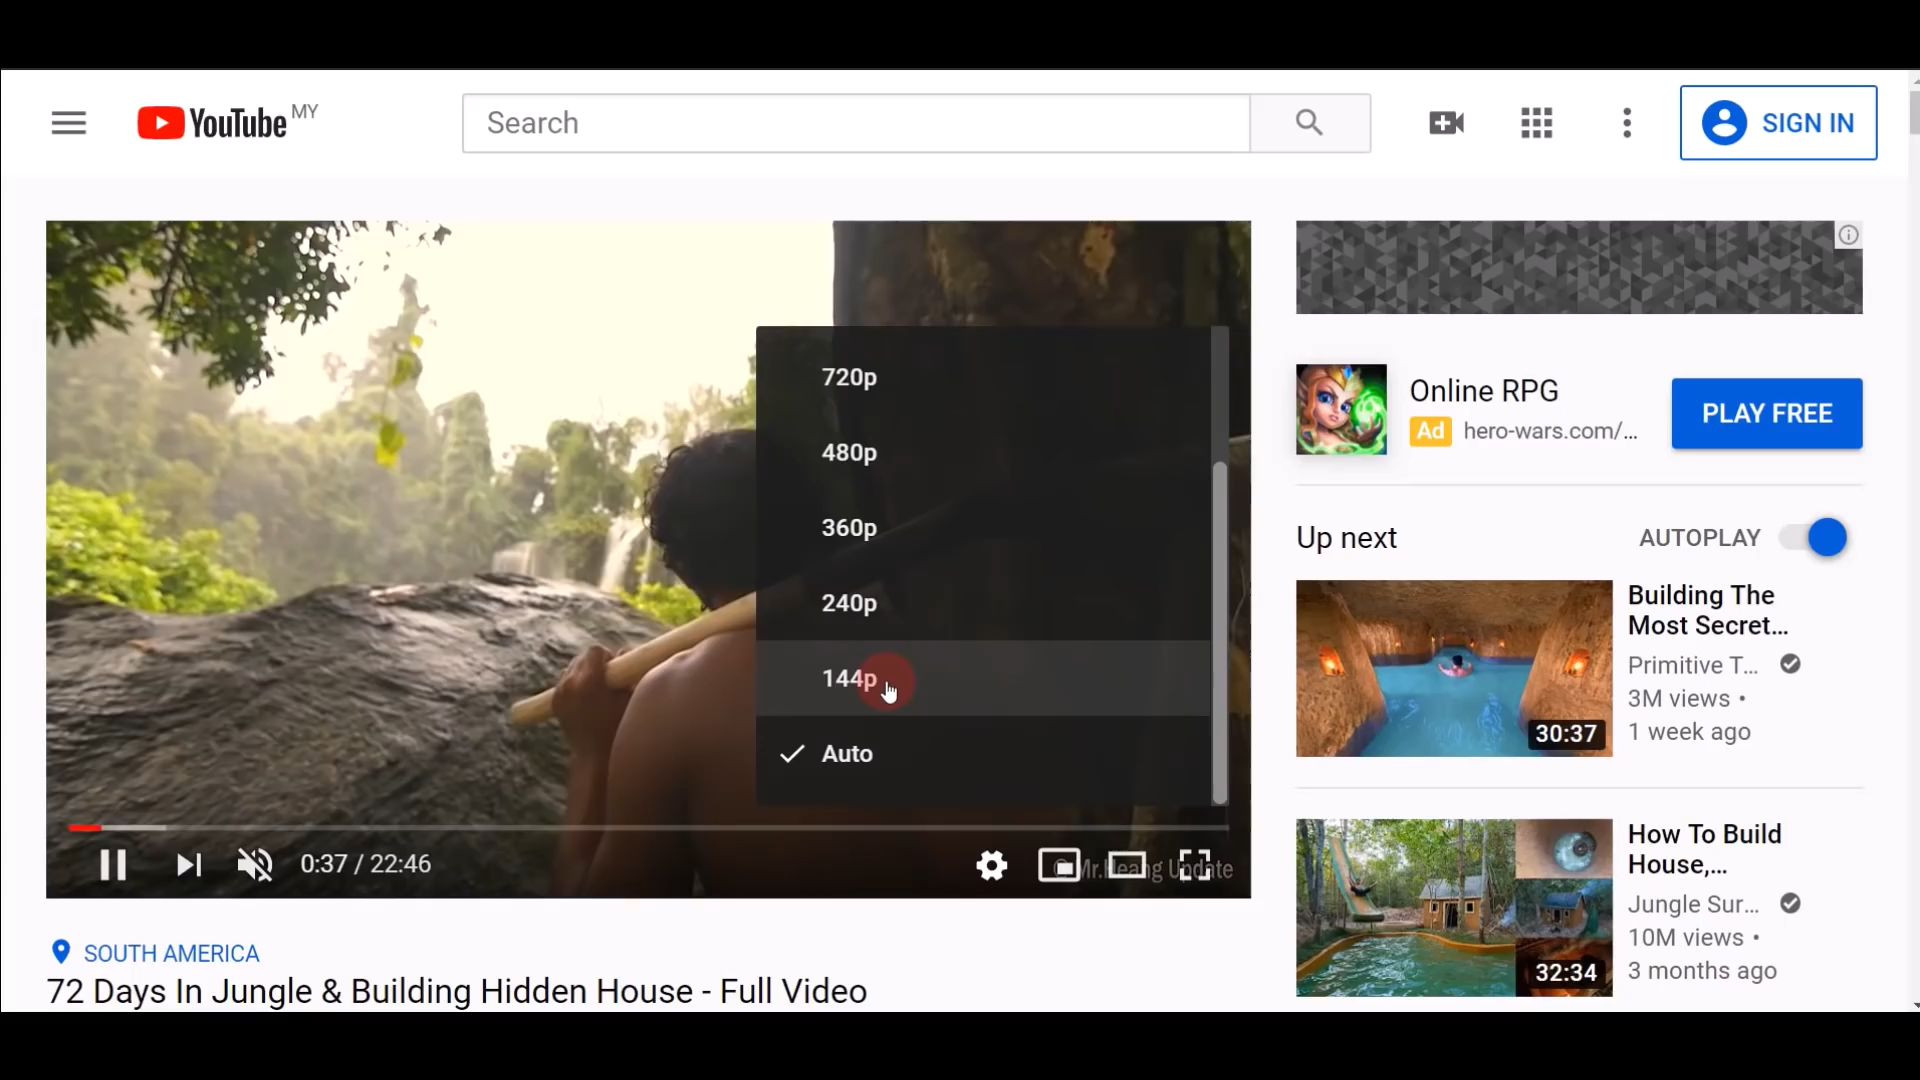 YouTube MY
Search
SIGN IN
720p
480p
360p
240p
144p
Auto
0:37 / 22:46
Mr.Heang Update
SOUTH AMERICA
72 Days In Jungle & Building Hidden House - Full Video
Online RPG
Ad hero-wars.com/...
PLAY FREE
Up next
AUTOPLAY
Building The
Most Secret...
Primitive T...
3M views •
1 week ago
30:37
How To Build
House,...
Jungle Sur...
10M views •
3 months ago
32:34